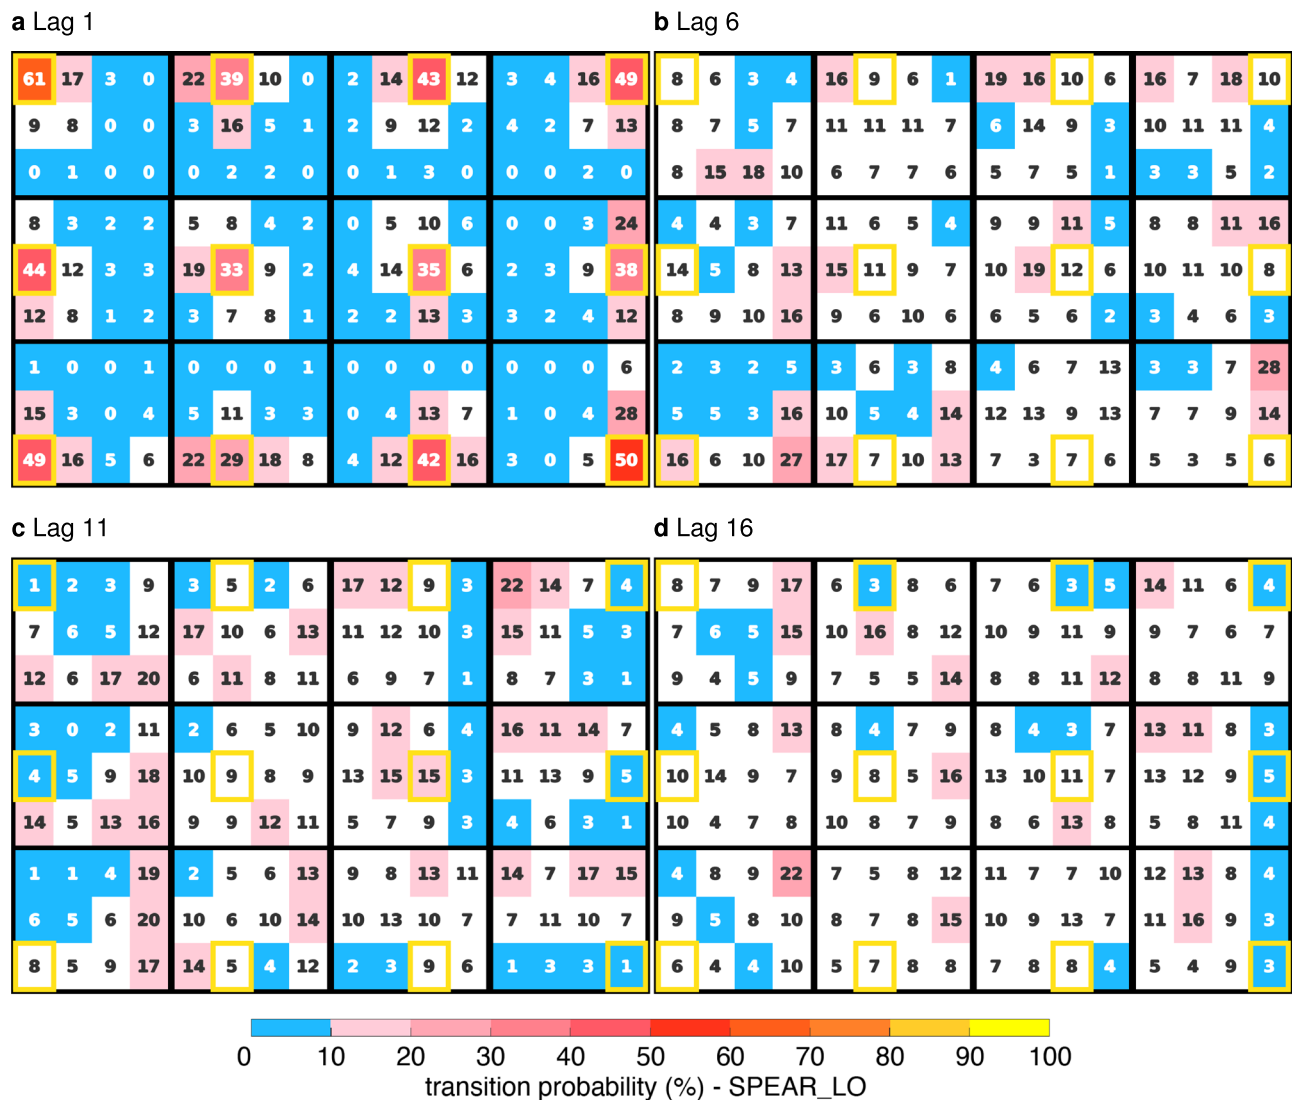 a Lag 1
b Lag 6
61 17 3 0 22 39 10 0 2 14 43 12 3 4 16 49 8 6 3 4 16 9 6 1 19 16 10 6 16 7 18 10
9 8 0 0 3 16 5 1 2 9 12 2 4 2 7 13 8 7 5 7 11 11 11 7 6 14 9 3 10 11 11 4
0 1 0 0 0 2 2 0 0 1 3 0 0 0 2 0 8 15 18 10 6 7 7 6 5 7 5 1 3 3 5 2
8 3 2 2 5 8 4 2 0 5 10 6 0 0 3 24 4 4 3 7 11 6 5 4 9 9 11 5 8 8 11 16
44 12 3 3 19 33 9 2 4 14 35 6 2 3 9 38 14 5 8 13 15 11 9 7 10 19 12 6 10 11 10 8
12 8 1 2 3 7 8 1 2 2 13 3 3 2 4 12 8 9 10 16 9 6 10 6 6 5 6 2 3 4 6 3
1 0 0 1 0 0 0 1 0 0 0 0 0 0 0 6 2 3 2 5 3 6 3 8 4 6 7 13 3 3 7 28
15 3 0 4 5 11 3 3 0 4 13 7 1 0 4 28 5 5 3 16 10 5 4 14 12 13 9 13 7 7 9 14
49 16 5 6 22 29 18 8 4 12 42 16 3 0 5 50 16 6 10 27 17 7 10 13 7 3 7 6 5 3 5 6
c Lag 11
d Lag 16
1 2 3 9 3 5 2 6 17 12 9 3 22 14 7 4 8 7 9 17 6 3 8 6 7 6 3 5 14 11 6 4
7 6 5 12 17 10 6 13 11 12 10 3 15 11 5 3 7 6 5 15 10 16 8 12 10 9 11 9 9 7 6 7
12 6 17 20 6 11 8 11 6 9 7 1 8 7 3 1 9 4 5 9 7 5 5 14 8 8 11 12 8 8 11 9
3 0 2 11 2 6 5 10 9 12 6 4 16 11 14 7 4 5 8 13 8 4 7 9 8 4 3 7 13 11 8 3
4 5 9 18 10 9 8 9 13 15 15 3 11 13 9 5 10 14 9 7 9 8 5 16 13 10 11 7 13 12 9 5
14 5 13 16 9 9 12 11 5 7 9 3 4 6 3 1 10 4 7 8 10 8 7 9 8 6 13 8 5 8 11 4
1 1 4 19 2 5 6 13 9 8 13 11 14 7 17 15 4 8 9 22 7 5 8 12 11 7 7 10 12 13 8 4
6 5 6 20 10 6 10 14 10 13 10 7 7 11 10 7 9 5 8 10 8 7 8 15 10 9 13 7 11 16 9 3
8 5 9 17 14 5 4 12 2 3 9 6 1 3 3 1 6 4 4 10 5 7 8 8 7 8 8 4 5 4 9 3
0 10 20 30 40 50 60 70 80 90 100
transition probability (%) - SPEAR_LO